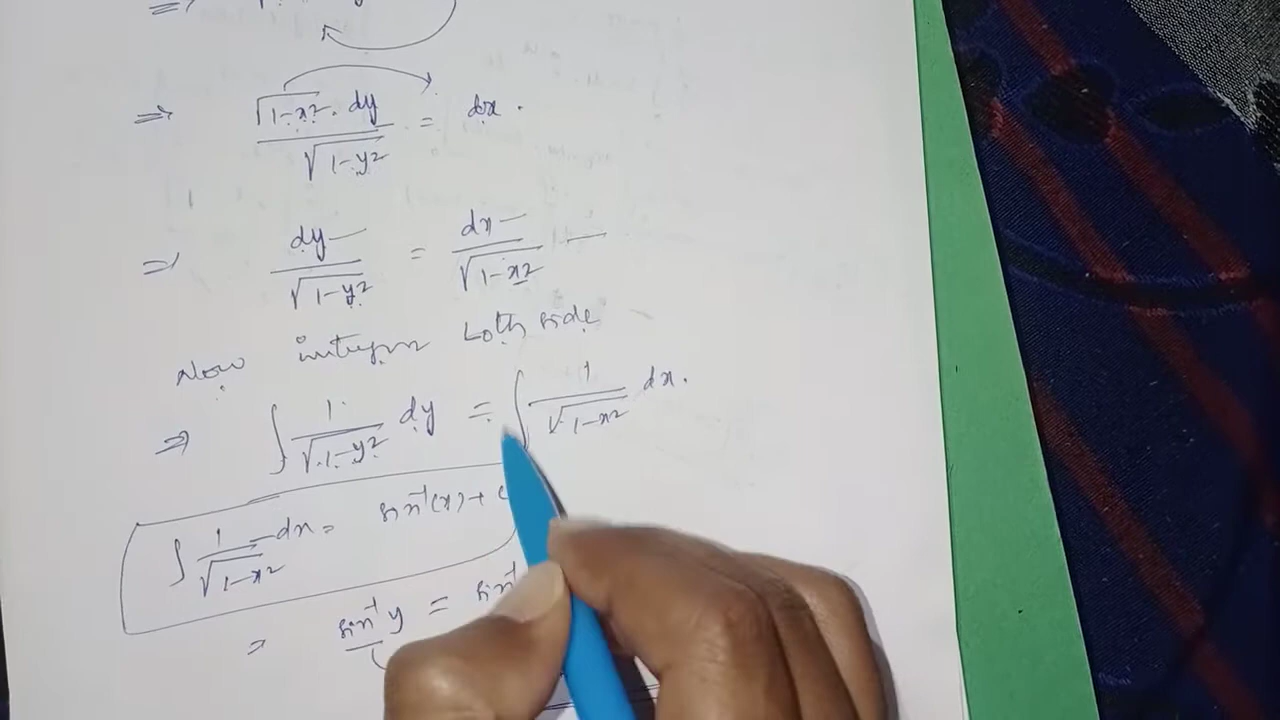 ⇒
⇒ √1-x² . dy / √1-y² = dx .
⇒ dy / √1-y² = dx / √1-x²
Now both side
⇒ ∫ 1 / √1-y² dy = ∫ 1 / √1-x² dx.
∫ 1 / √1-x² dx = sin⁻¹(x) + c
⇒ sin⁻¹ y = sin⁻¹